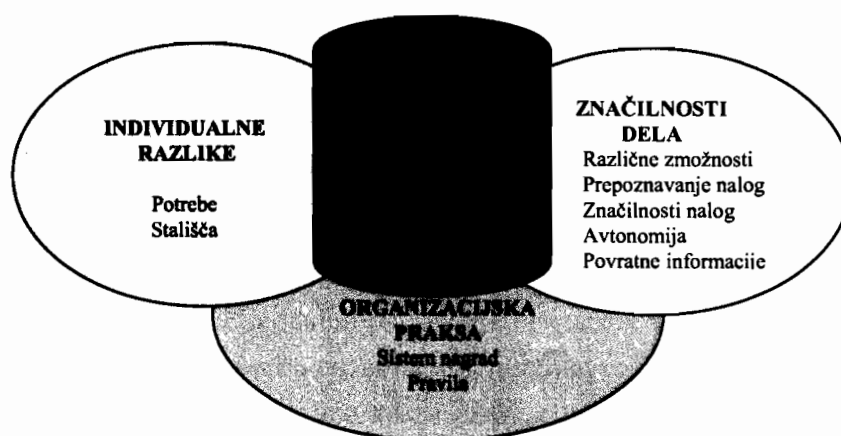 INDIVIDUALNE
RAZLIKE
Potrebe
Stališča
ZNAČILNOSTI
DELA
Različne zmožnosti
Prepoznavanje nalog
Značilnosti nalog
Avtonomija
Povratne informacije
ORGANIZACIJSKA
PRAKSA
Sistem nagrad
Pravila